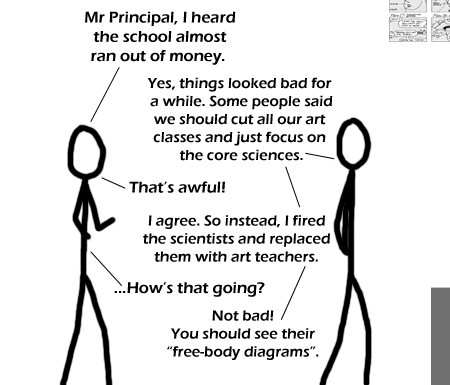 Mr Principal, I heard
the school almost
ran out of money.
Yes, things looked bad for
a while. Some people said
we should cut all our art
classes and just focus on
the core sciences.
That's awful!
I agree. So instead, I fired
the scientists and replaced
them with art teachers.
...How's that going?
Not bad!
You should see their
"free-body diagrams".